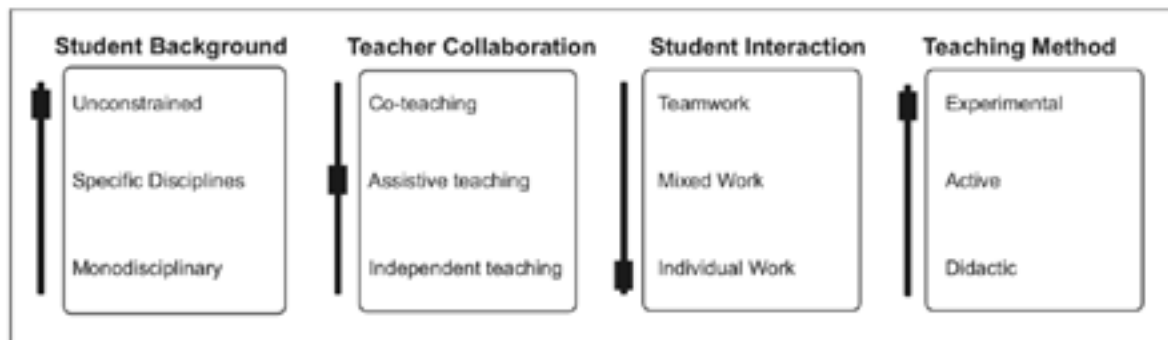 Student Background
Unconstrained
Specific Disciplines
Monodisciplinary
Teacher Collaboration
Co-teaching
Assistive teaching
Independent teaching
Student Interaction
Teamwork
Mixed Work
Individual Work
Teaching Method
Experimental
Active
Didactic